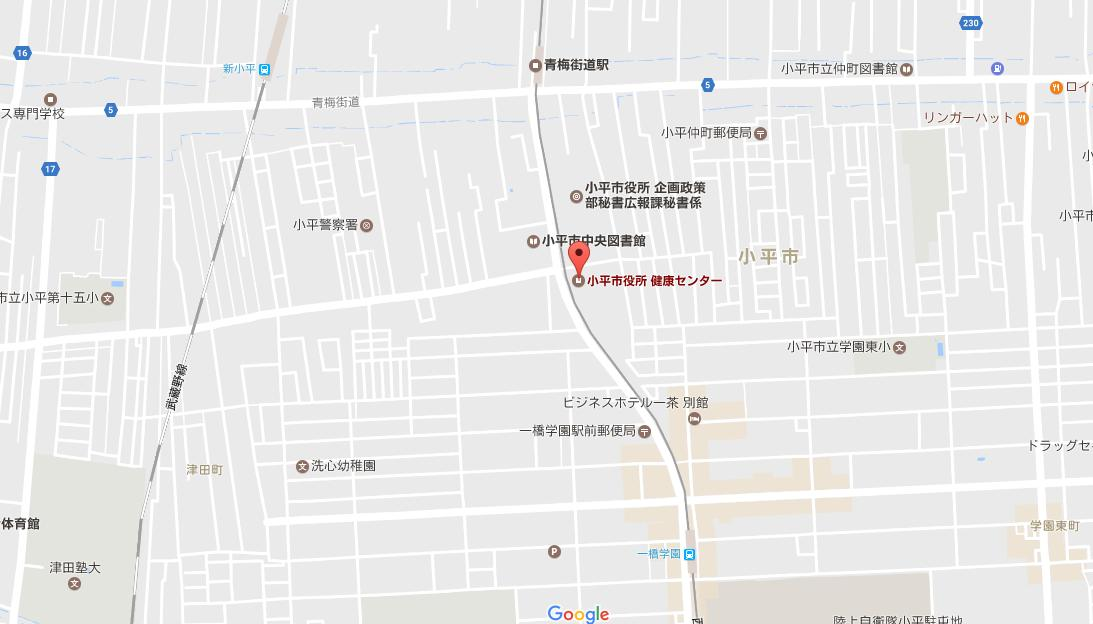 230
16
新小平
青梅街道駅
小平市立仲町図書館
5
ロイ
ス専門学校
5
青梅街道
リンガーハット
小平仲町郵便局
17
小平市役所 企画政策
部秘書広報課秘書係
小平市
小平警察署
小平市中央図書館
小平市
小平市役所 健康センター
市立小平第十五小
小平市立学園東小
武蔵野線
ビジネスホテル一茶 別館
一橋学園駅前郵便局
ドラッグセ
津田町
洗心幼稚園
体育館
学園東町
P
一橋学園
津田塾大
Google
陸上自衛隊小平駐屯地